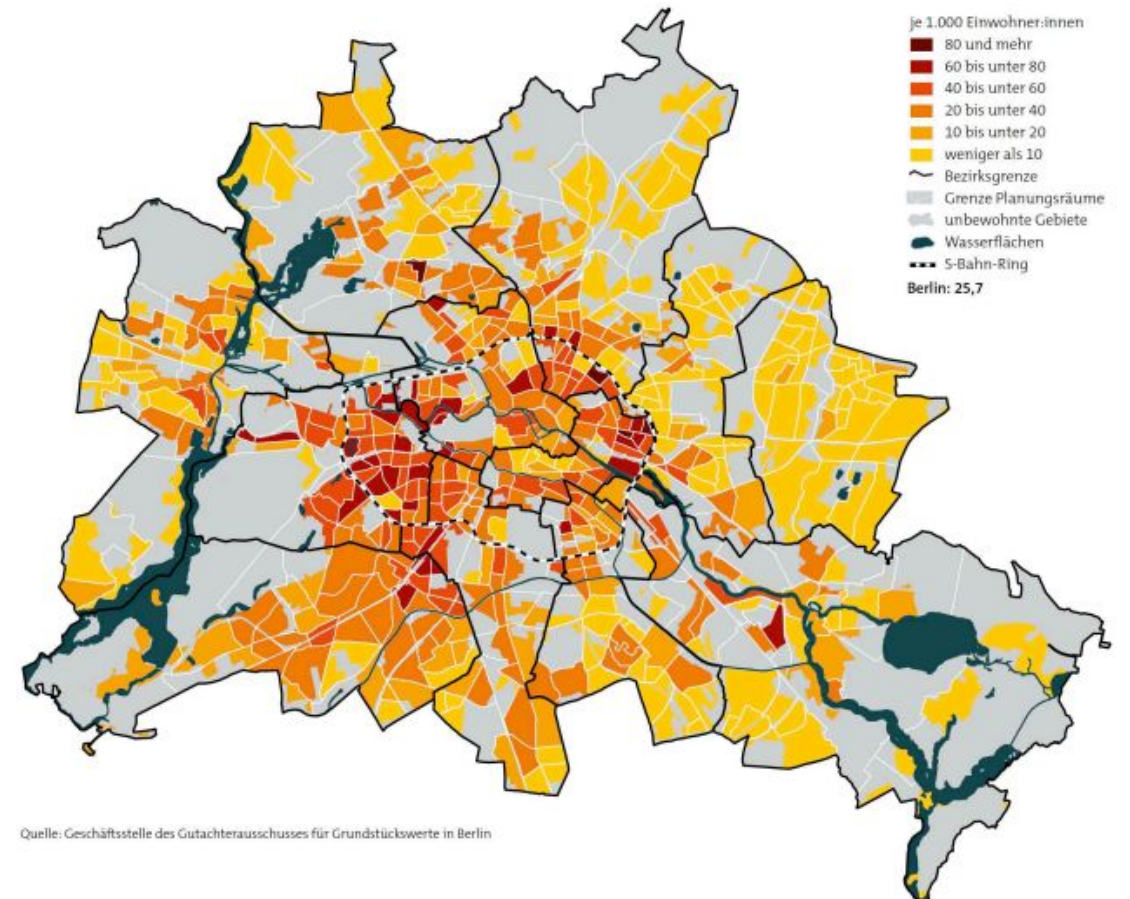 je 1.000 Einwohner:innen
80 und mehr
60 bis unter 80
40 bis unter 60
20 bis unter 40
10 bis unter 20
weniger als 10
Bezirksgrenze
Grenze Planungsräume
unbewohnte Gebiete
Wasserflächen
S-Bahn-Ring
Berlin: 25,7
Quelle: Geschäftsstelle des Gutachterausschusses für Grundstückswerte in Berlin